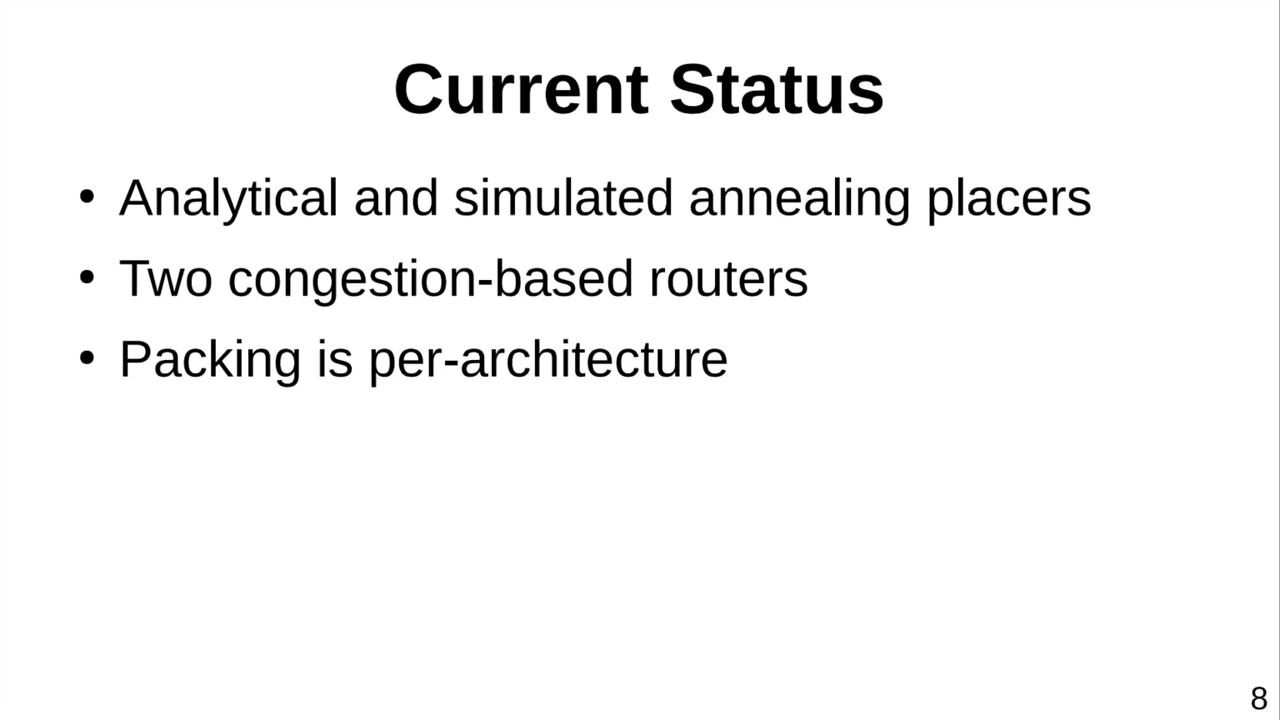 Current Status
• Analytical and simulated annealing placers
• Two congestion-based routers
• Packing is per-architecture
8